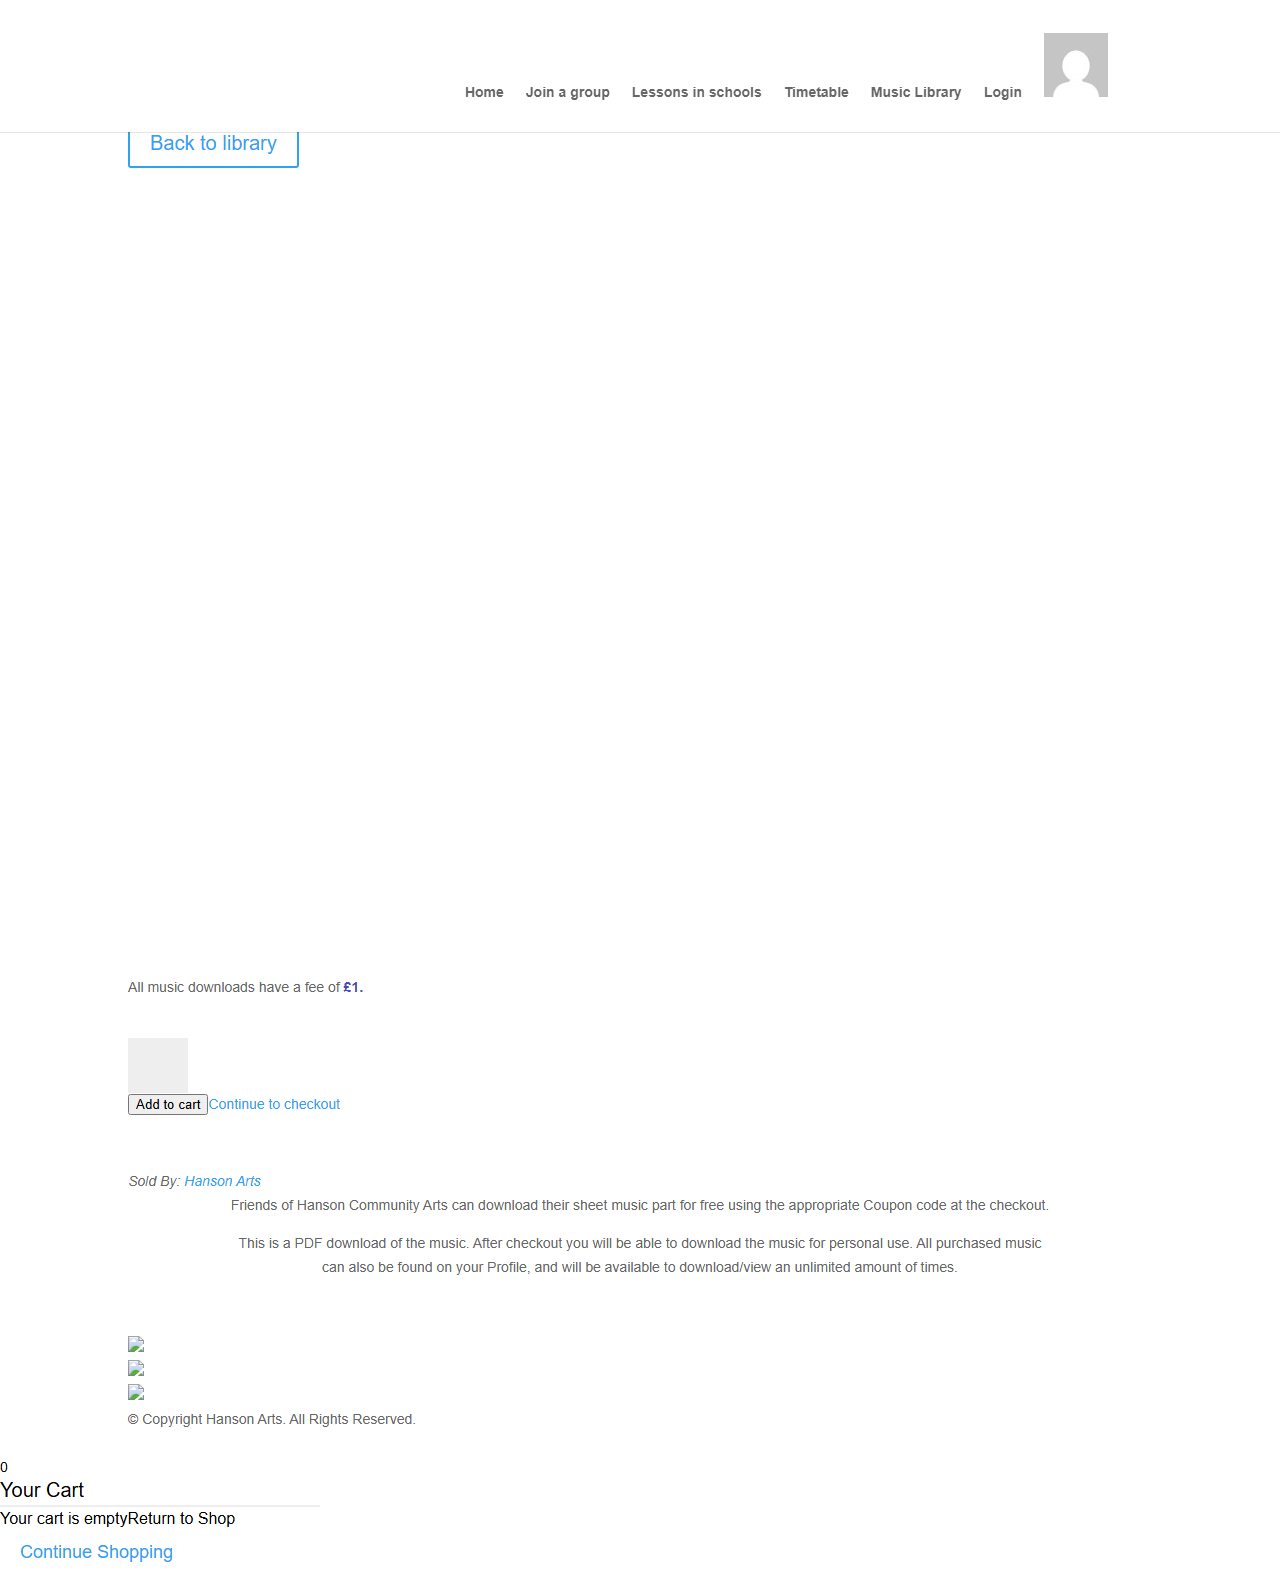 Home Join a group Lessons in schools Timetable Music Library Login
Back to library
All music downloads have a fee of £1.
Add to cart Continue to checkout
Sold By: Hanson Arts
Friends of Hanson Community Arts can download their sheet music part for free using the appropriate Coupon code at the checkout.
This is a PDF download of the music. After checkout you will be able to download the music for personal use. All purchased music
can also be found on your Profile, and will be available to download/view an unlimited amount of times.
© Copyright Hanson Arts. All Rights Reserved.
0
Your Cart
Your cart is emptyReturn to Shop
Continue Shopping